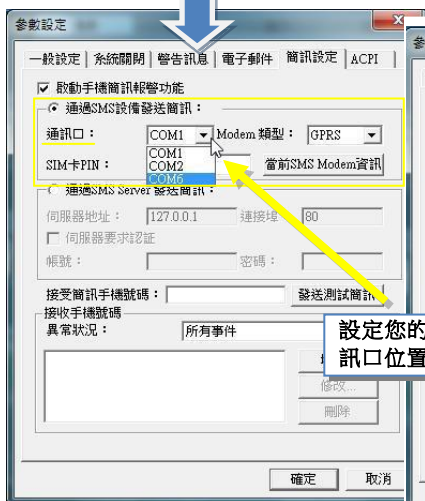 參數設定
一般設定 系統關閉 警告訊息 電子郵件 簡訊設定 ACPI
啟動手機簡訊報警功能
通過SMS設備發送簡訊：
通訊口： COM1 Modem 類型： GPRS
COM1
COM2
COM6
SIM卡PIN： 當前SMS Modem資訊
通過SMS Server 發送簡訊：
伺服器地址： 127.0.0.1 連接埠 80
伺服器要求認証
帳號： 密碼：
接受簡訊手機號碼： 發送測試簡訊
接收手機號碼
異常狀況： 所有事件
設定您的
訊口位置
修改...
刪除
確定 取消